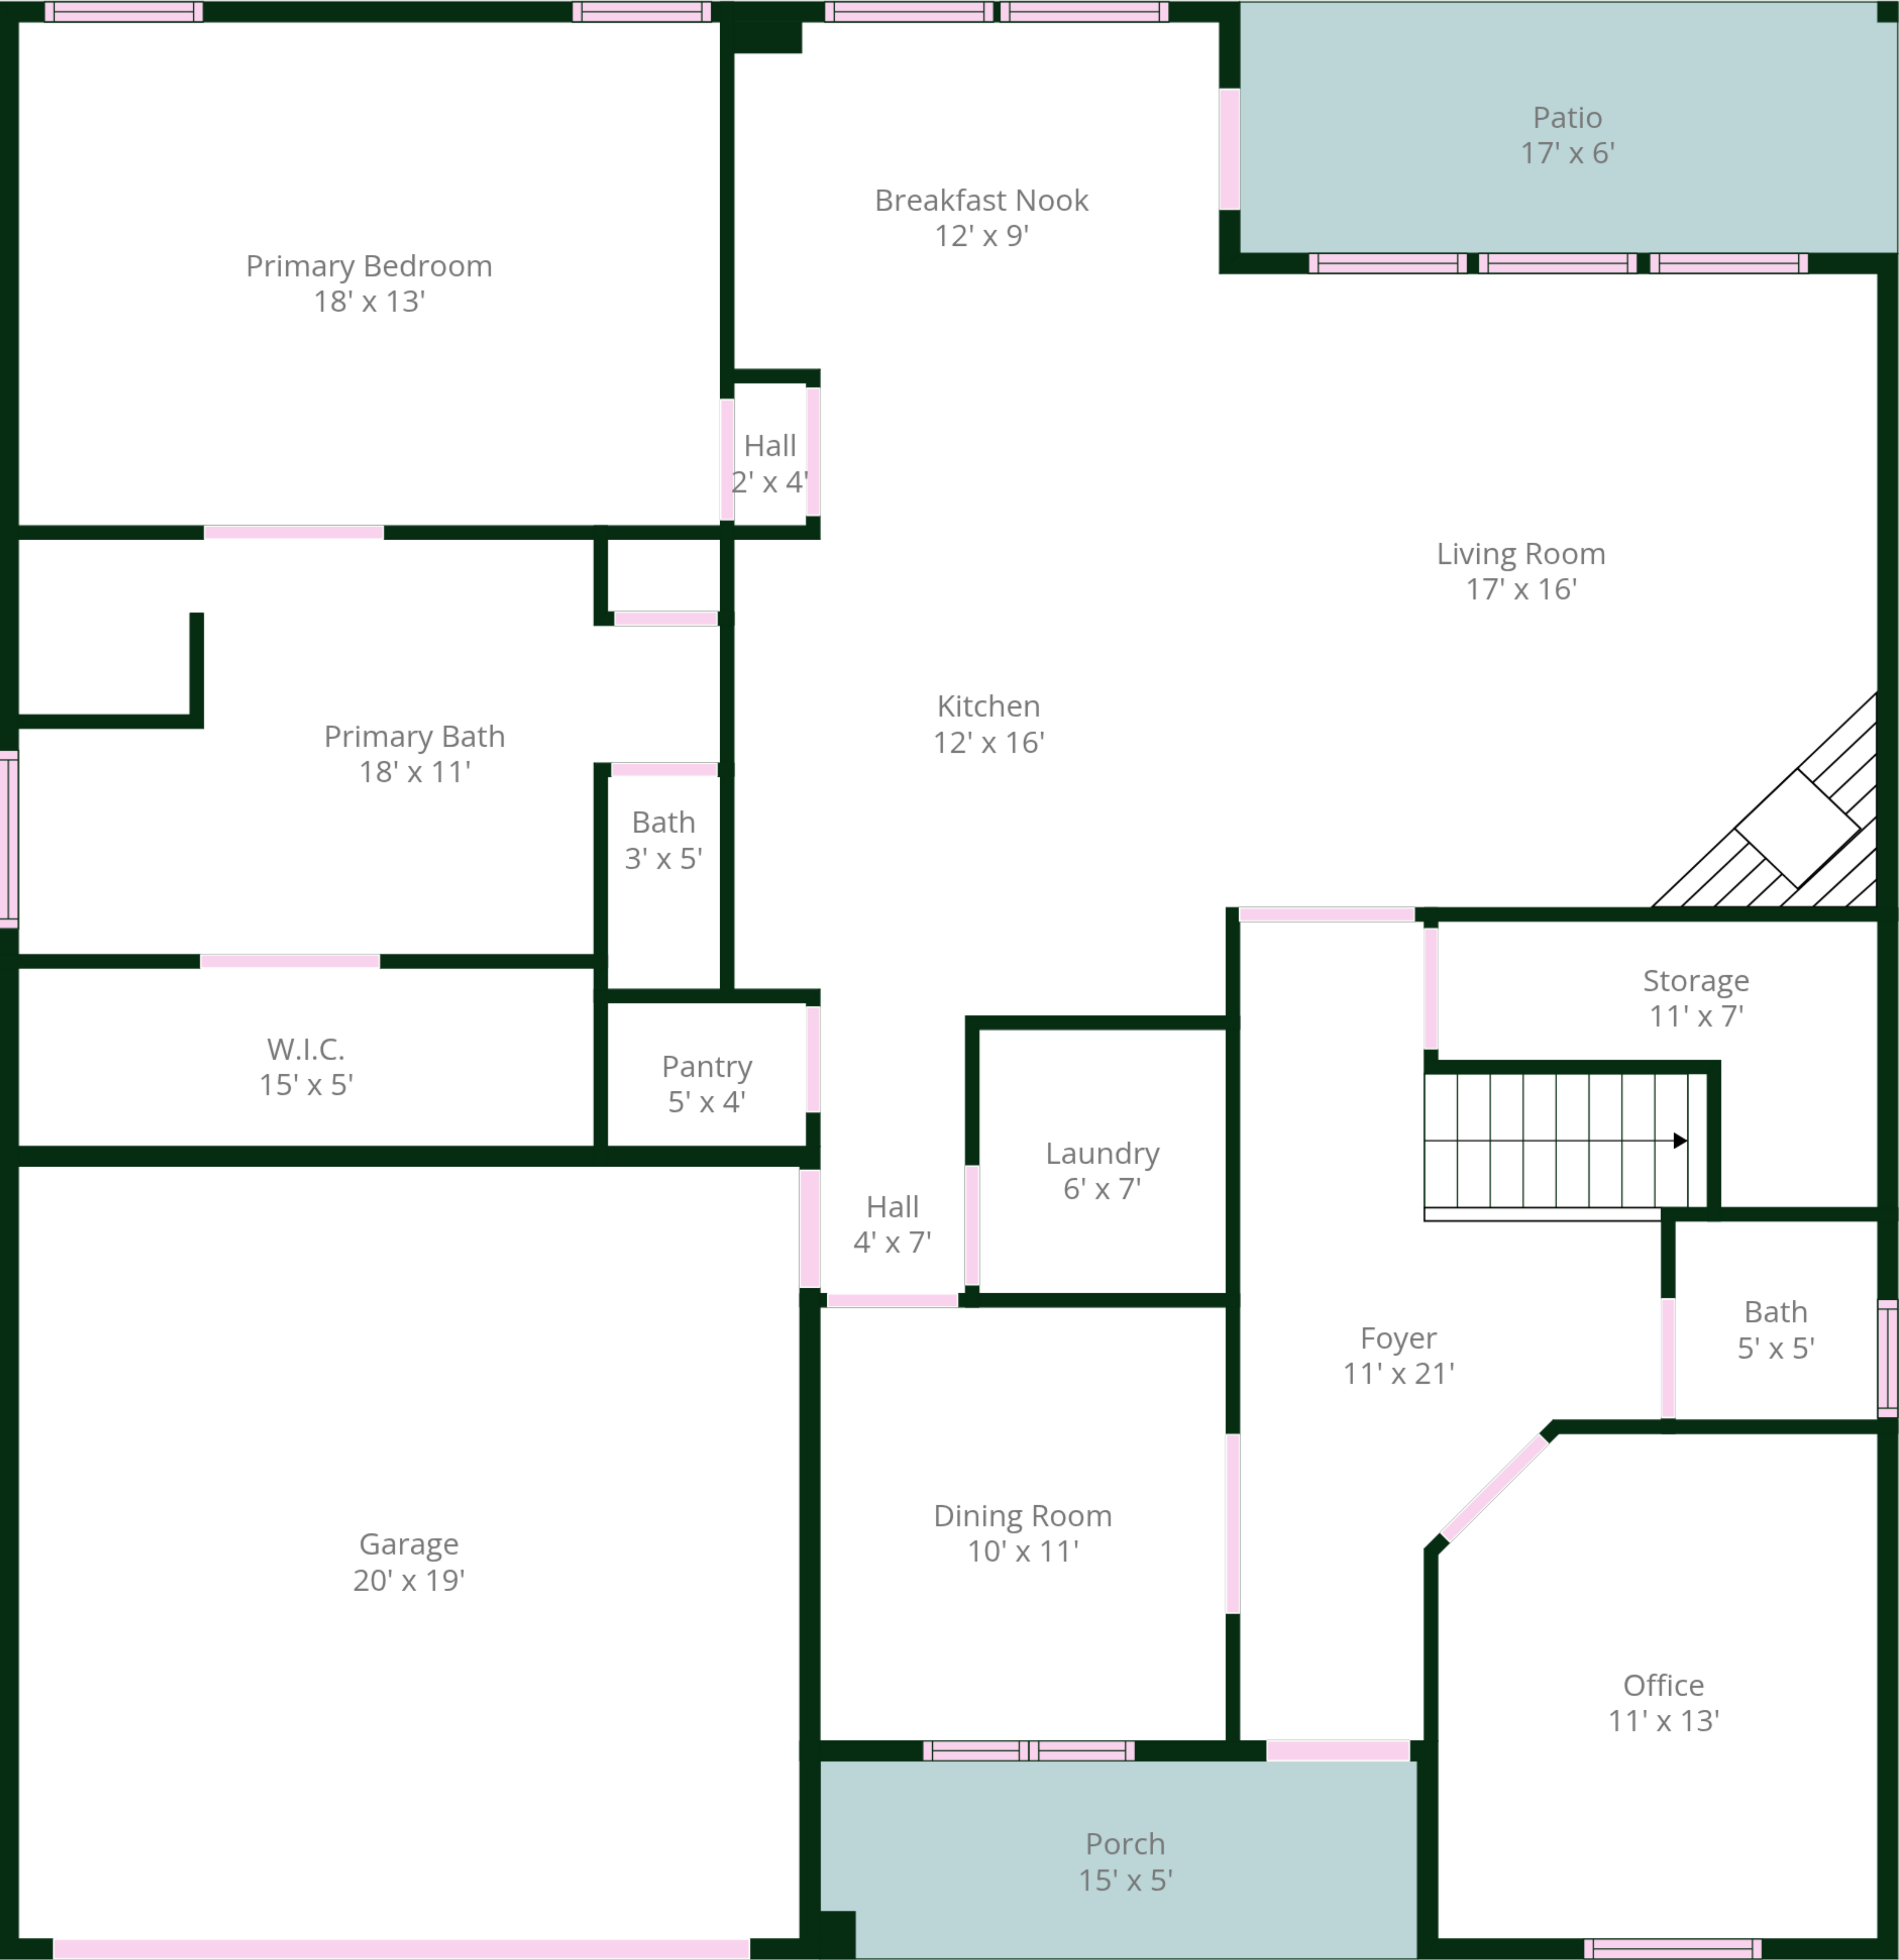 Patio
17' x 6'
Breakfast Nook
12' x 9'
Primary Bedroom
18' x 13'
Hall
2' x 4'
Living Room
17' x 16'
Kitchen
12' x 16'
Primary Bath
18' x 11'
Bath
3' x 5'
Storage
11' x 7'
W.I.C.
15' x 5'
Pantry
5' x 4'
Laundry
6' x 7'
Hall
4' x 7'
Bath
5' x 5'
Foyer
11' x 21'
Dining Room
10' x 11'
Garage
20' x 19'
Office
11' x 13'
Porch
15' x 5'